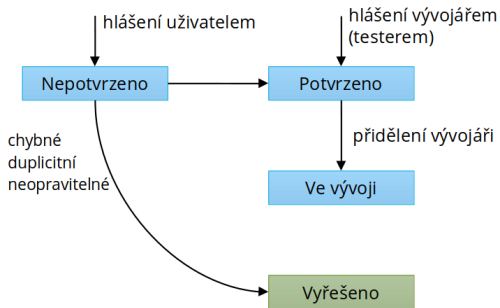 hlášení uživatelem
hlášení vývojářem
(testerem)
Nepotvrzeno
Potvrzeno
chybné
duplicitní
neopravitelné
přidělení vývojáři
Ve vývoji
Vyřešeno